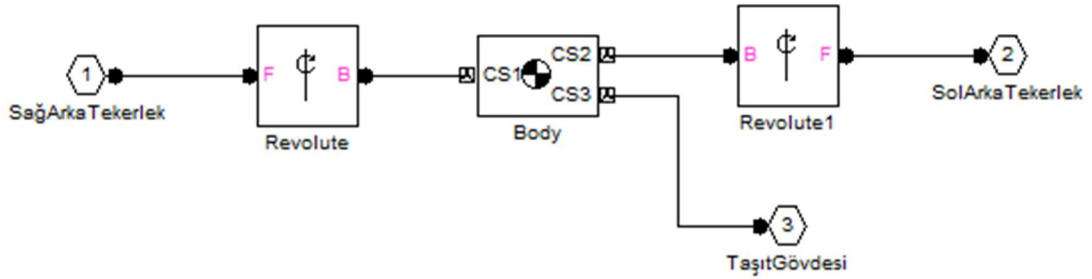 1
SağArkaTekerlek
F B
Revolute
CS1
CS2
CS3
Body
B F
Revolute1
2
SolArkaTekerlek
3
TaşıtGövdesi